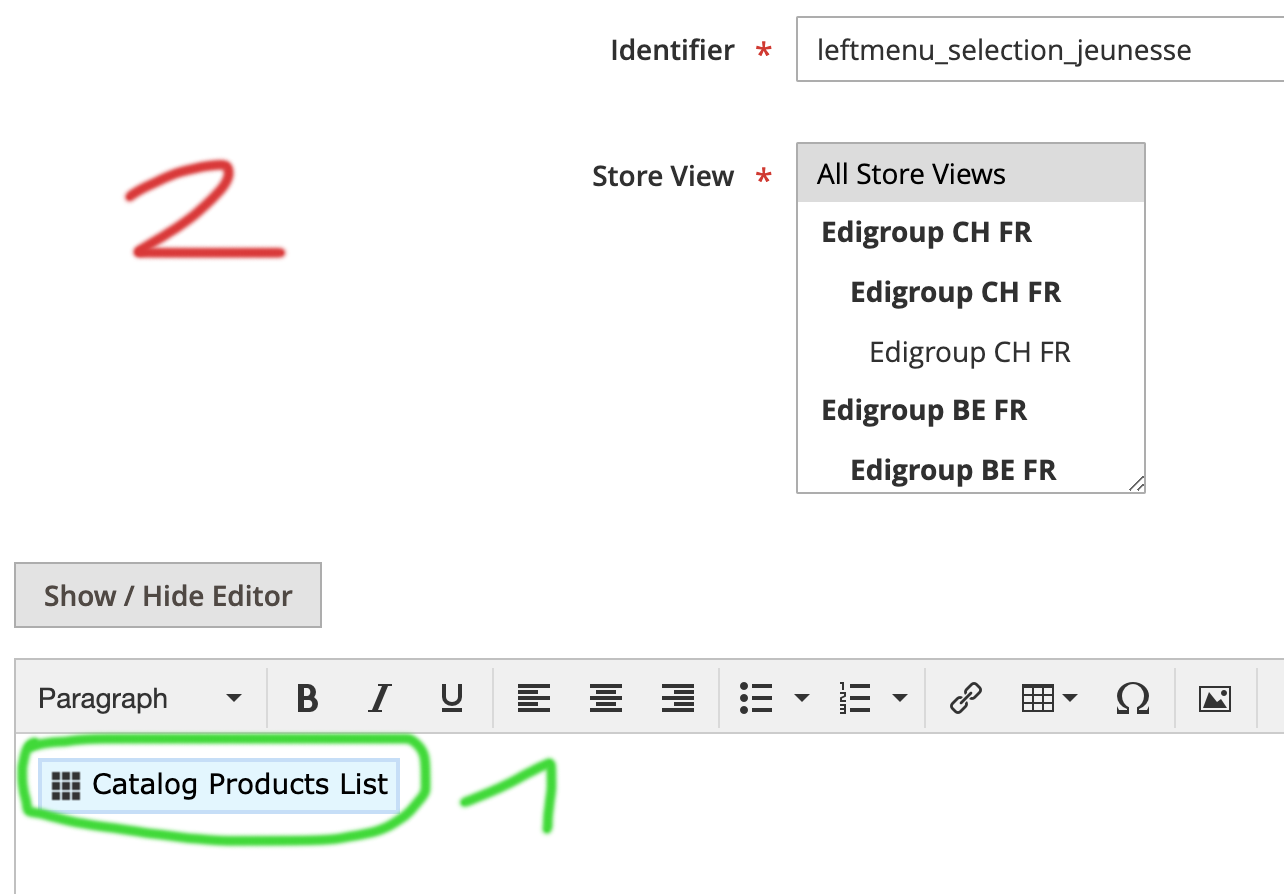 Identifier * leftmenu_selection_jeunesse
2
Store View * All Store Views
Edigroup CH FR
Edigroup CH FR
Edigroup CH FR
Edigroup BE FR
Edigroup BE FR
Show / Hide Editor
Paragraph B I U Ω
Catalog Products List 1